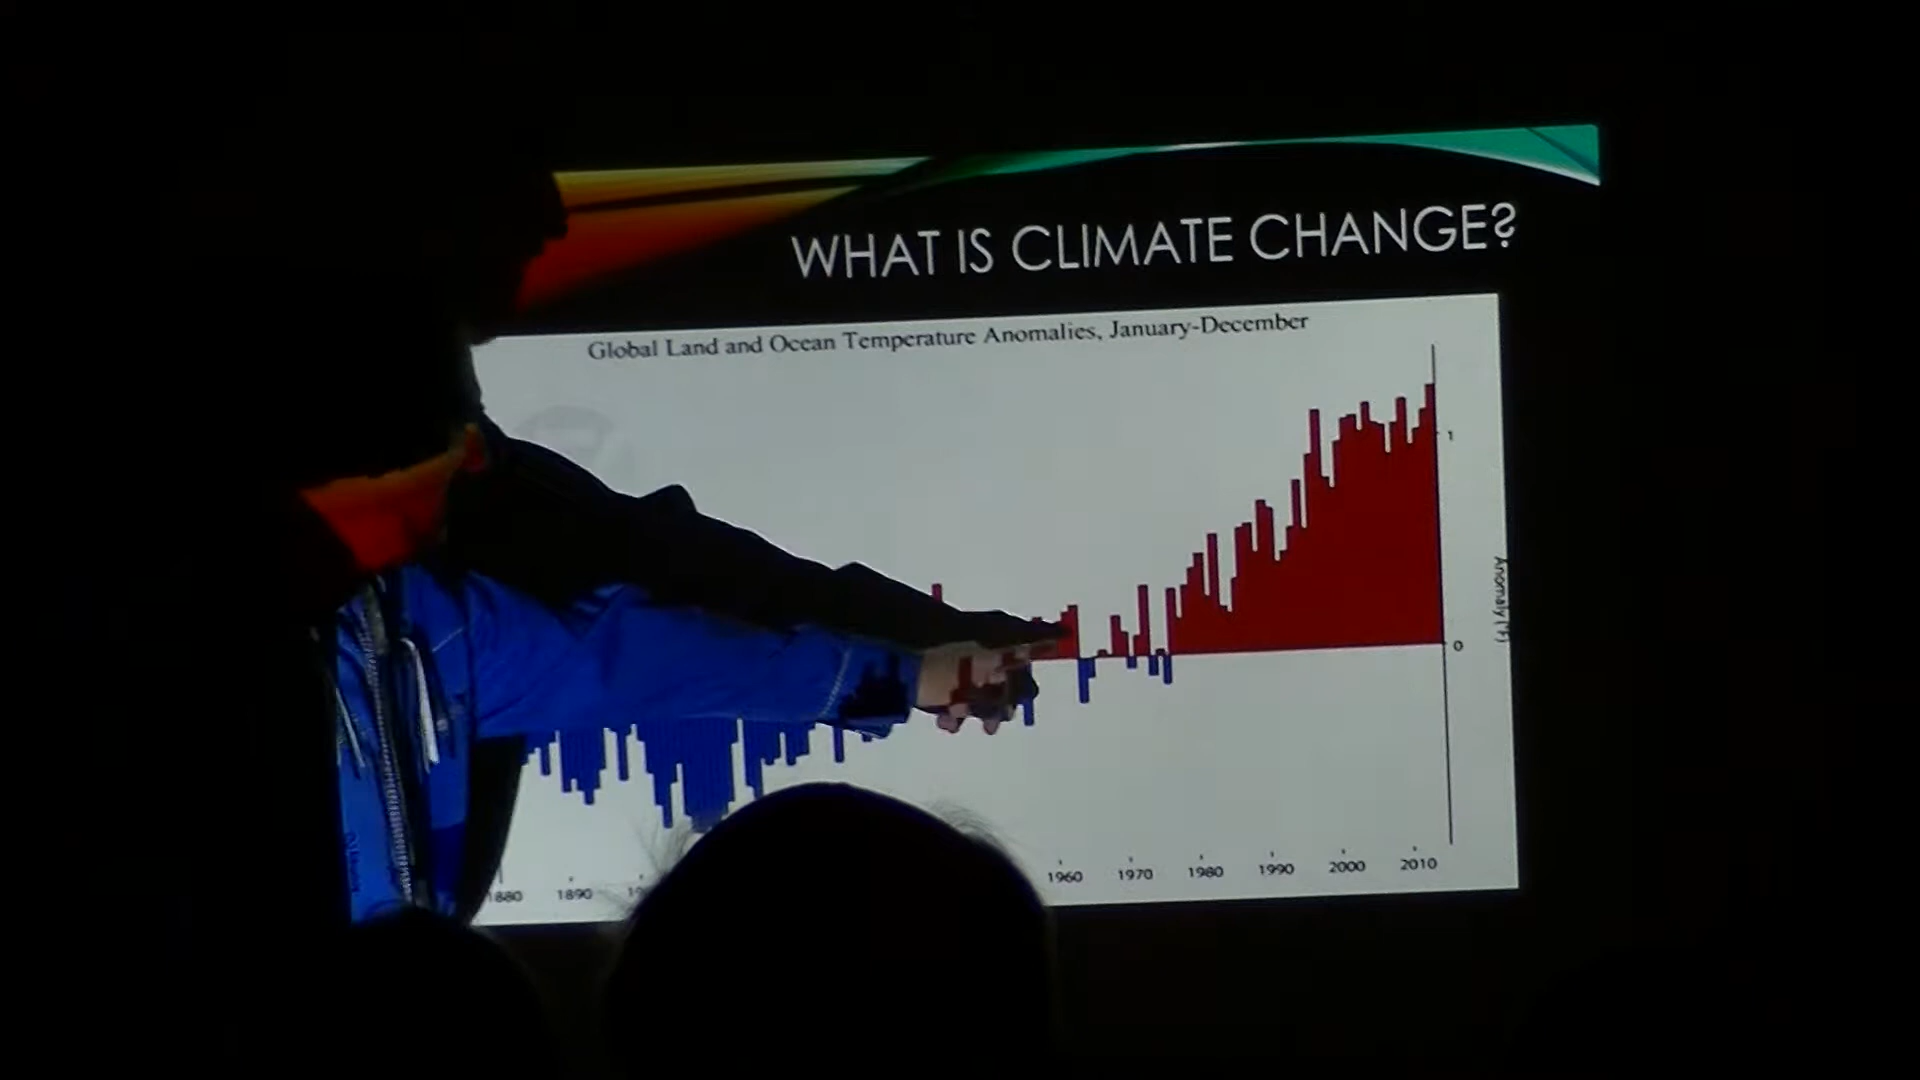 WHAT IS CLIMATE CHANGE?
Global Land and Ocean Temperature Anomalies, January-December
1
0
Anomaly(°F)
1880 1890 1960 1970 1980 1990 2000 2010